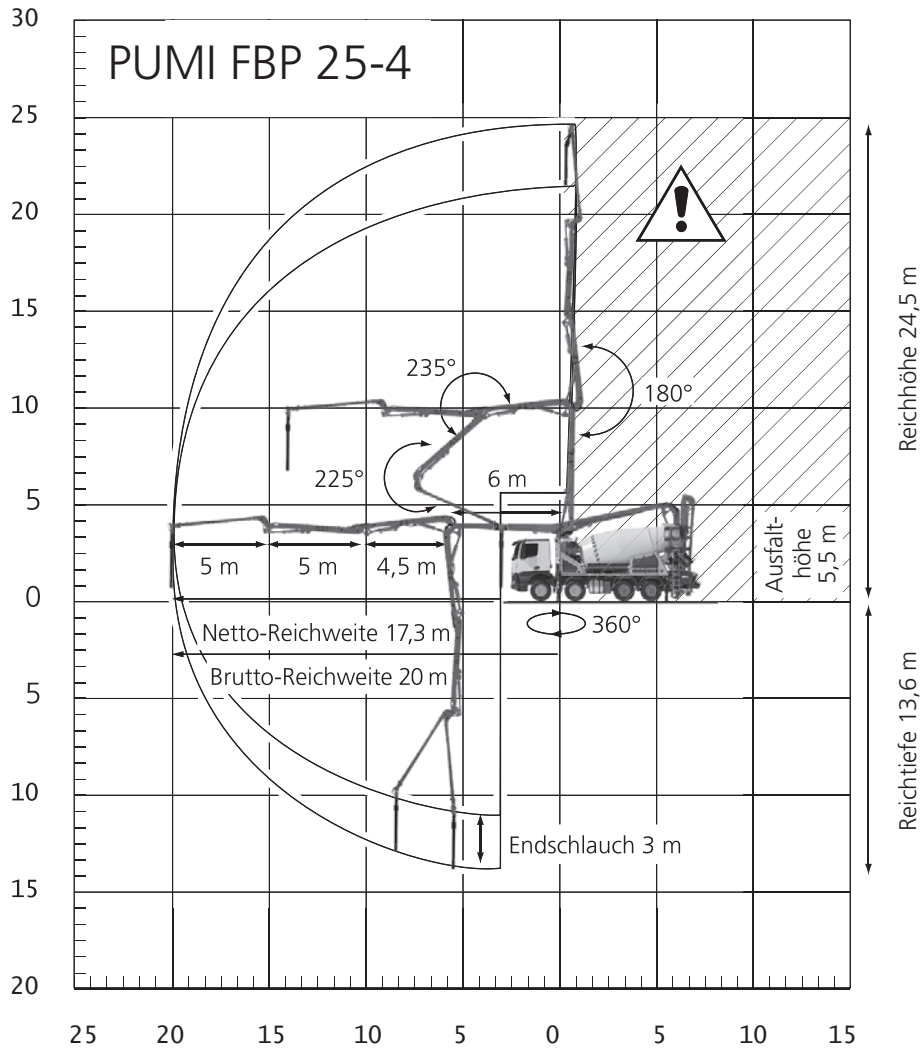 PUMI FBP 25-4
30
25
20
15
10
5
0
5
10
15
20
235°
180°
225°
6 m
5 m
5 m
4,5 m
Ausfalt-
höhe
5,5 m
Netto-Reichweite 17,3 m
360°
Brutto-Reichweite 20 m
Endschlauch 3 m
Reichhöhe 24,5 m
Reichtiefe 13,6 m
25 20 15 10 5 0 5 10 15